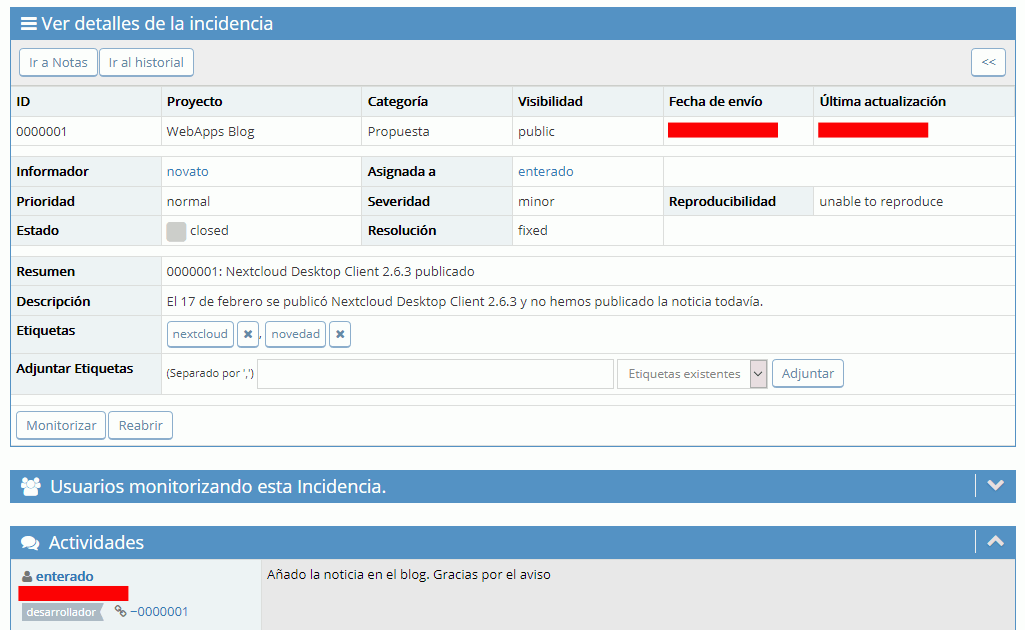 Ver detalles de la incidencia
Ir a Notas Ir al historial <<
ID Proyecto Categoría Visibilidad Fecha de envío Última actualización
0000001 WebApps Blog Propuesta public
Informador novato Asignada a enterado
Prioridad normal Severidad minor Reproducibilidad unable to reproduce
Estado closed Resolución fixed
Resumen 0000001: Nextcloud Desktop Client 2.6.3 publicado
Descripción El 17 de febrero se publicó Nextcloud Desktop Client 2.6.3 y no hemos publicado la noticia todavía.
Etiquetas nextcloud , novedad
Adjuntar Etiquetas (Separado por ',') Etiquetas existentes Adjuntar
Monitorizar Reabrir
Usuarios monitorizando esta Incidencia.
Actividades
enterado Añado la noticia en el blog. Gracias por el aviso
desarrollador ~0000001